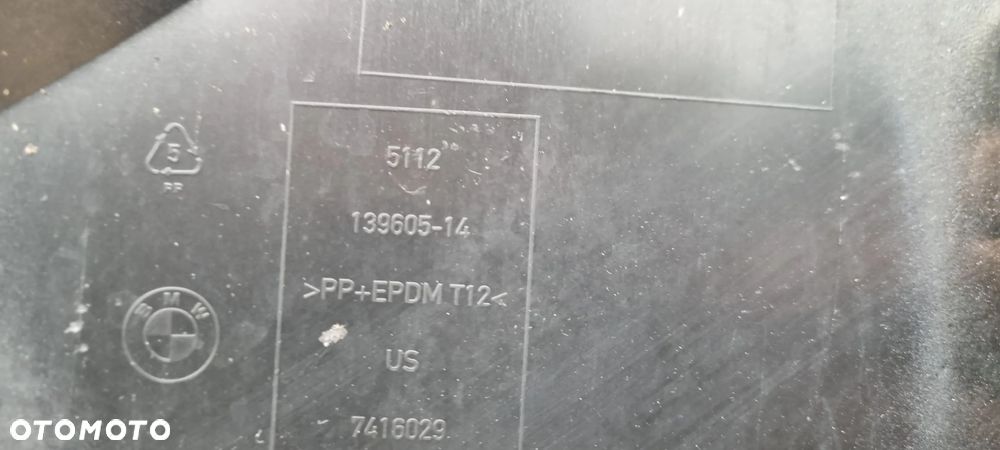 5112
139605-14
>PP+EPDM T12<
US
7416029
5
PP
BMW
OTOMOTO